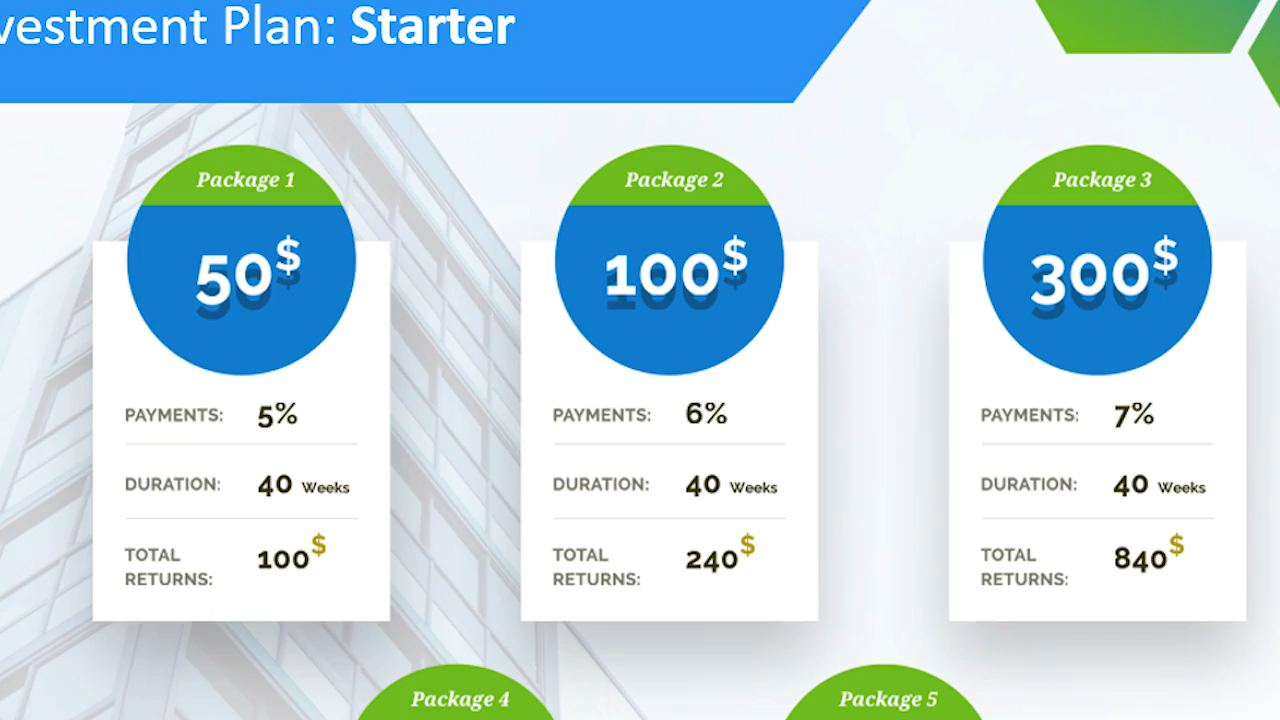 vestment Plan: Starter
Package 1
50$
PAYMENTS: 5%
DURATION: 40 Weeks
TOTAL RETURNS: 100$
Package 2
100$
PAYMENTS: 6%
DURATION: 40 Weeks
TOTAL RETURNS: 240$
Package 3
300$
PAYMENTS: 7%
DURATION: 40 Weeks
TOTAL RETURNS: 840$
Package 4
Package 5